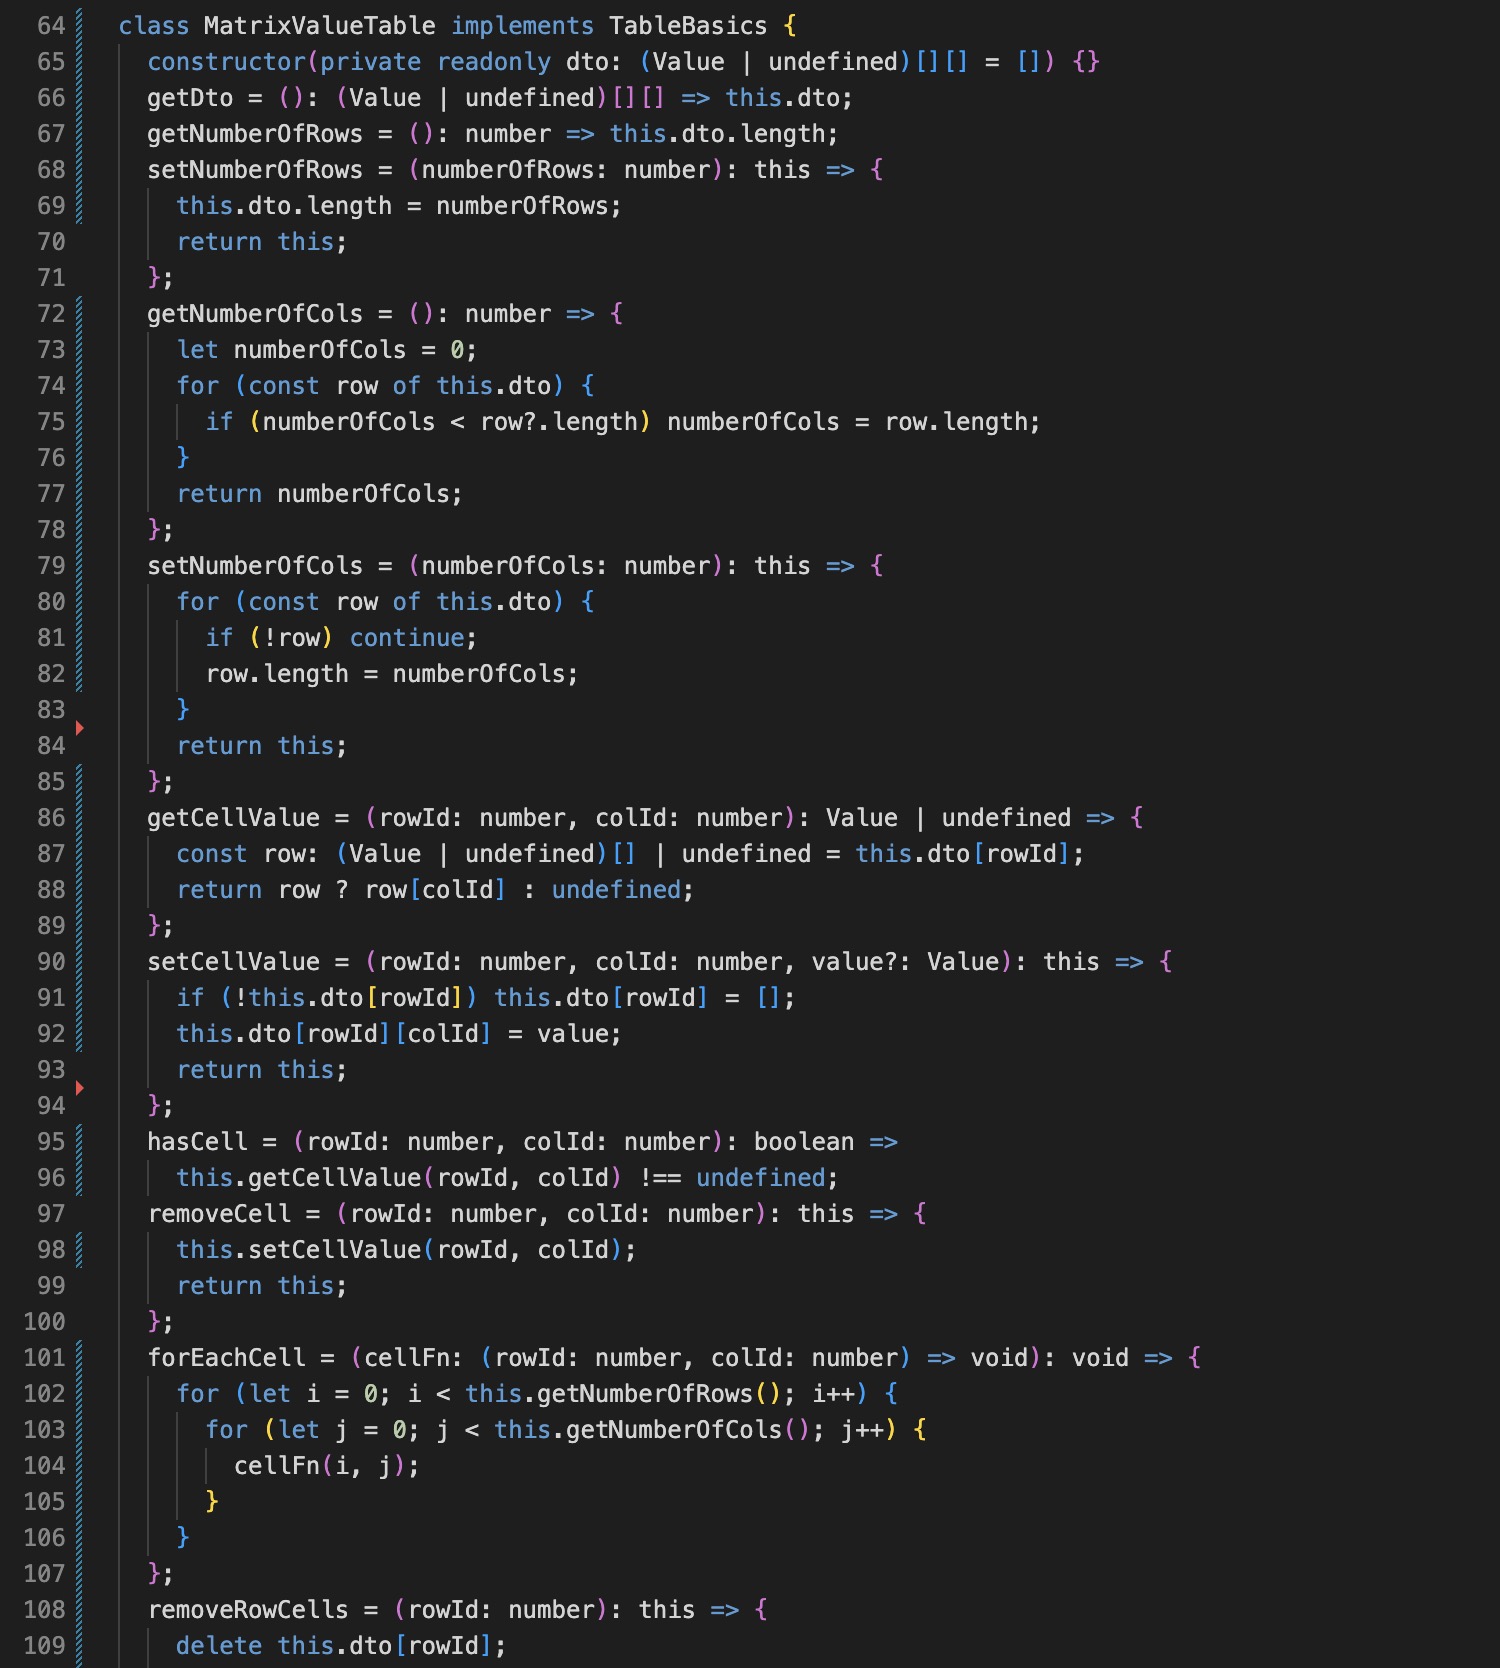 64 class MatrixValueTable implements TableBasics {
65 constructor(private readonly dto: (Value | undefined)[][] = []) {}
66 getDto = (): (Value | undefined)[][] => this.dto;
67 getNumberOfRows = (): number => this.dto.length;
68 setNumberOfRows = (numberOfRows: number): this => {
69 this.dto.length = numberOfRows;
70 return this;
71 };
72 getNumberOfCols = (): number => {
73 let numberOfCols = 0;
74 for (const row of this.dto) {
75 if (numberOfCols < row?.length) numberOfCols = row.length;
76 }
77 return numberOfCols;
78 };
79 setNumberOfCols = (numberOfCols: number): this => {
80 for (const row of this.dto) {
81 if (!row) continue;
82 row.length = numberOfCols;
83 }
84 return this;
85 };
86 getCellValue = (rowId: number, colId: number): Value | undefined => {
87 const row: (Value | undefined)[] | undefined = this.dto[rowId];
88 return row ? row[colId] : undefined;
89 };
90 setCellValue = (rowId: number, colId: number, value?: Value): this => {
91 if (!this.dto[rowId]) this.dto[rowId] = [];
92 this.dto[rowId][colId] = value;
93 return this;
94 };
95 hasCell = (rowId: number, colId: number): boolean =>
96 this.getCellValue(rowId, colId) !== undefined;
97 removeCell = (rowId: number, colId: number): this => {
98 this.setCellValue(rowId, colId);
99 return this;
100 };
101 forEachCell = (cellFn: (rowId: number, colId: number) => void): void => {
102 for (let i = 0; i < this.getNumberOfRows(); i++) {
103 for (let j = 0; j < this.getNumberOfCols(); j++) {
104 cellFn(i, j);
105 }
106 }
107 };
108 removeRowCells = (rowId: number): this => {
109 delete this.dto[rowId];